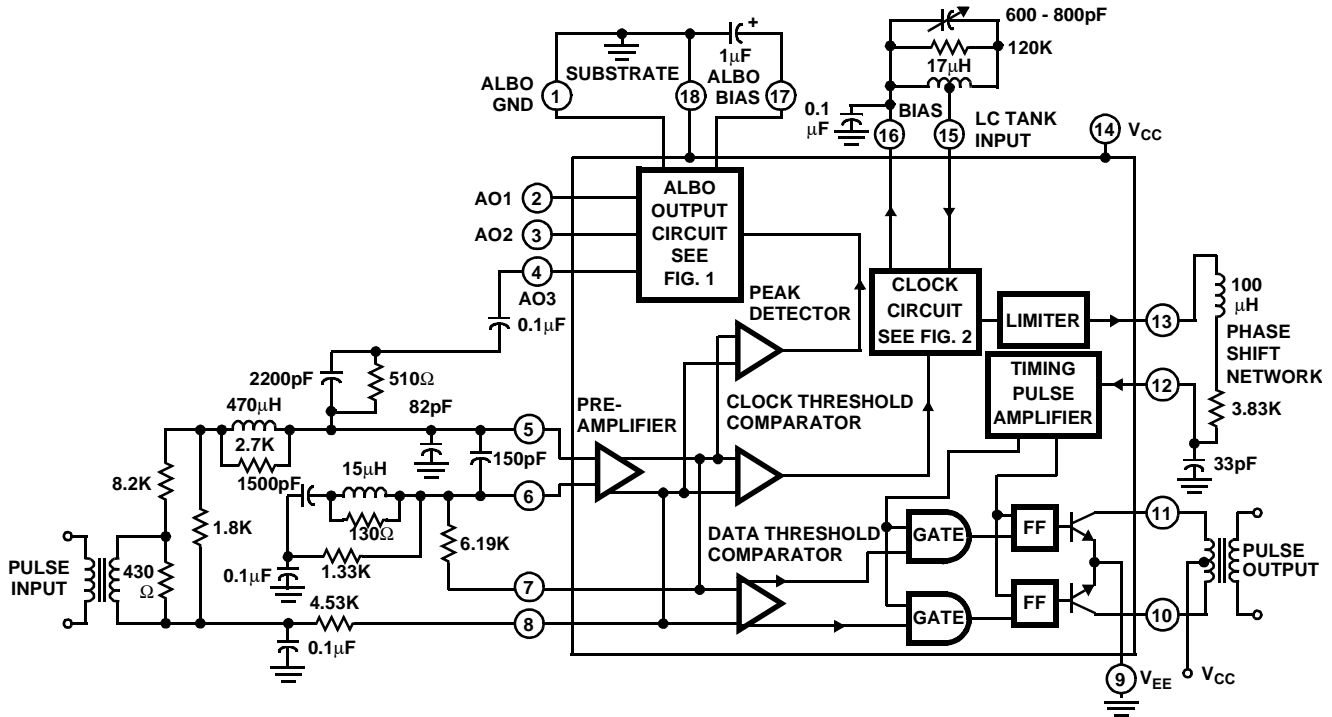 600 - 800pF
120K
17μH
+
1μF
SUBSTRATE
ALBO
BIAS
ALBO
GND
1
18
17
0.1
μF
BIAS
16
15
LC TANK
INPUT
14
VCC
AO1
2
AO2
3
4
AO3
ALBO
OUTPUT
CIRCUIT
SEE
FIG. 1
PEAK
DETECTOR
CLOCK
CIRCUIT
SEE FIG. 2
LIMITER
13
100
μH
PHASE
SHIFT
NETWORK
3.83K
33pF
TIMING
PULSE
AMPLIFIER
12
0.1μF
2200pF
510Ω
470μH
82pF
2.7K
1500pF
15μH
130Ω
150pF
5
6
PRE-
AMPLIFIER
CLOCK THRESHOLD
COMPARATOR
8.2K
1.8K
6.19K
1.33K
0.1μF
PULSE
INPUT
430
Ω
4.53K
0.1μF
7
8
DATA THRESHOLD
COMPARATOR
GATE
GATE
FF
FF
11
10
PULSE
OUTPUT
9
VEE
VCC